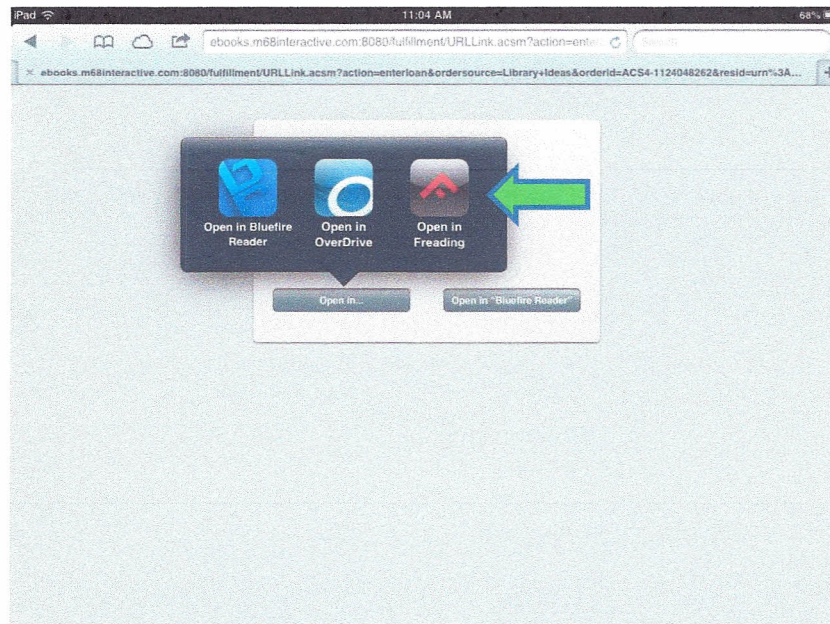 iPad
11:04 AM
68%
ebooks.m68interactive.com:8080/fulfillment/URLLink.acsm?action=ente
Search
ebooks.m68interactive.com:8080/fulfillment/URLLink.acsm?action=enterloan&ordersource=Library+Ideas&orderid=ACS4-1124048262&resid=urn%3A...
Open in Bluefire
Reader
Open in
OverDrive
Open in
Freading
Open in...
Open in "Bluefire Reader"